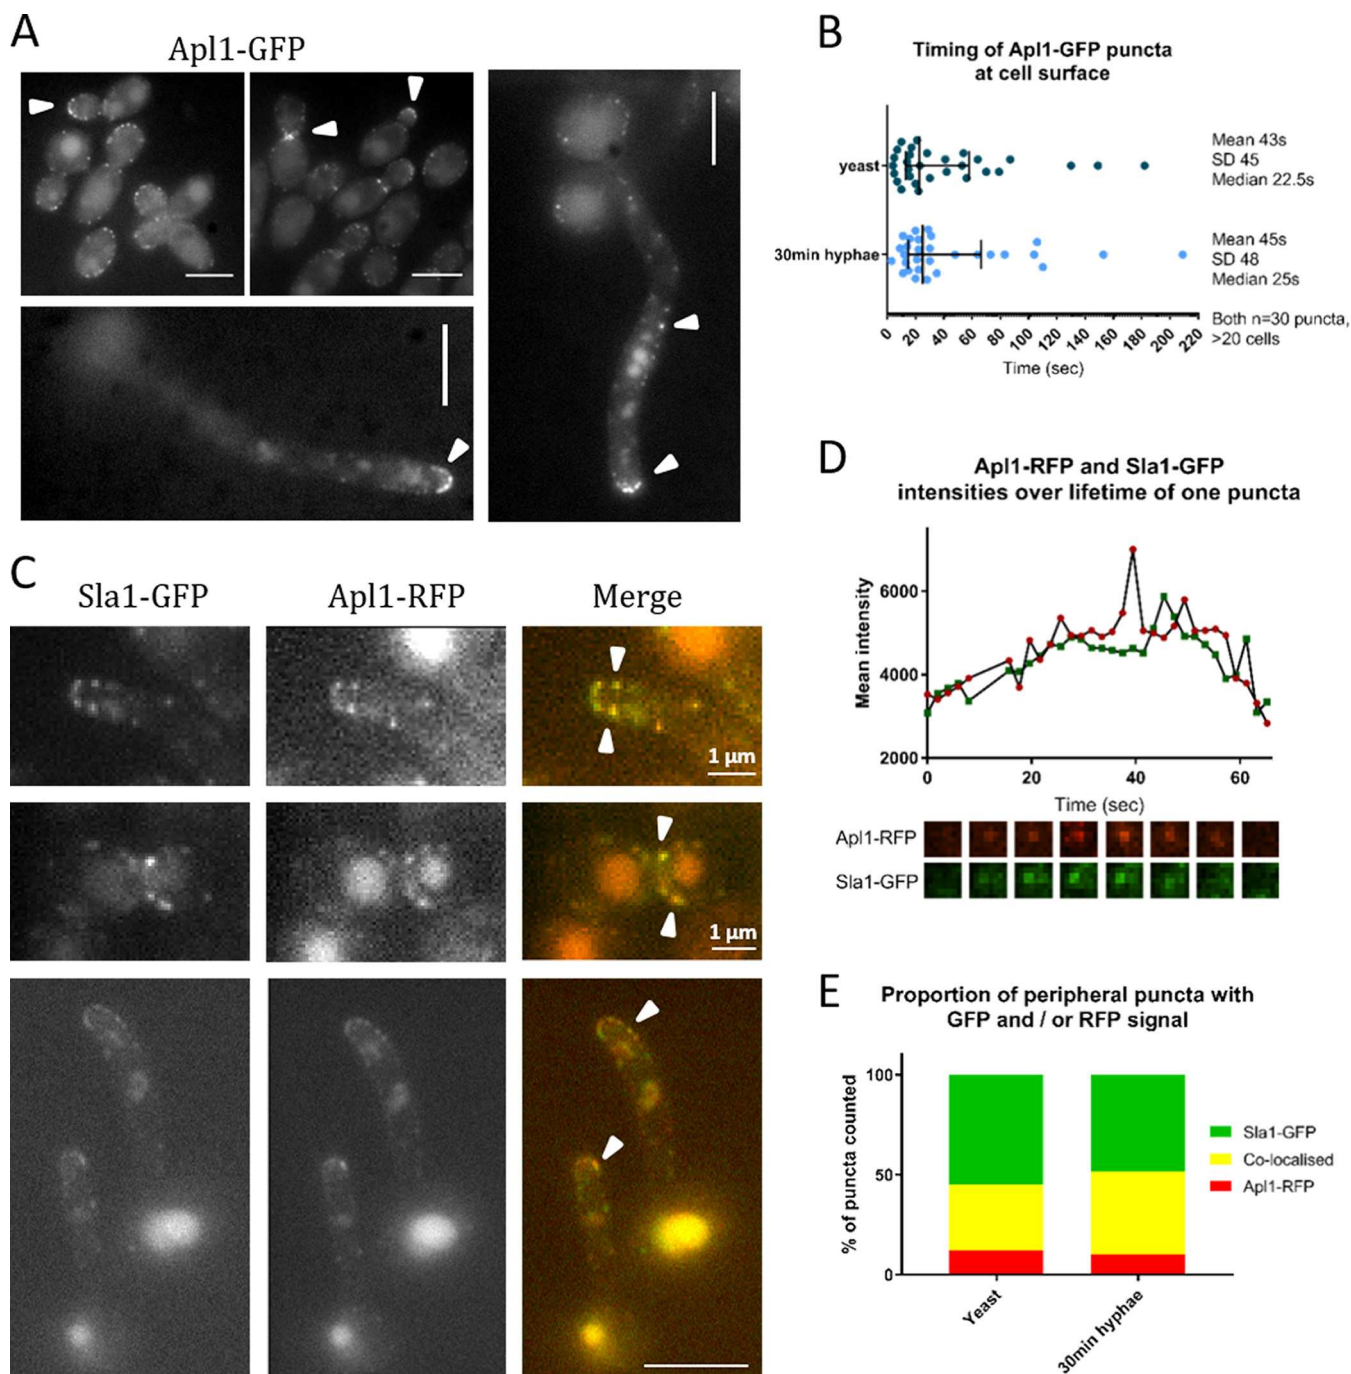 A
Apl1-GFP
B
Timing of Apl1-GFP puncta
at cell surface
yeast
Mean 43s
SD 45
Median 22.5s
30min hyphae
Mean 45s
SD 48
Median 25s
Both n=30 puncta,
>20 cells
0 20 40 60 80 100 120 140 160 180 200 220
Time (sec)
C
Sla1-GFP Apl1-RFP Merge
1 µm
1 µm
D
Apl1-RFP and Sla1-GFP
intensities over lifetime of one puncta
Mean intensity
6000
4000
2000
0 20 40 60
Time (sec)
Apl1-RFP
Sla1-GFP
E
Proportion of peripheral puncta with
GFP and / or RFP signal
% of puncta counted
100
50
0
Yeast
30min hyphae
Sla1-GFP
Co-localised
Apl1-RFP